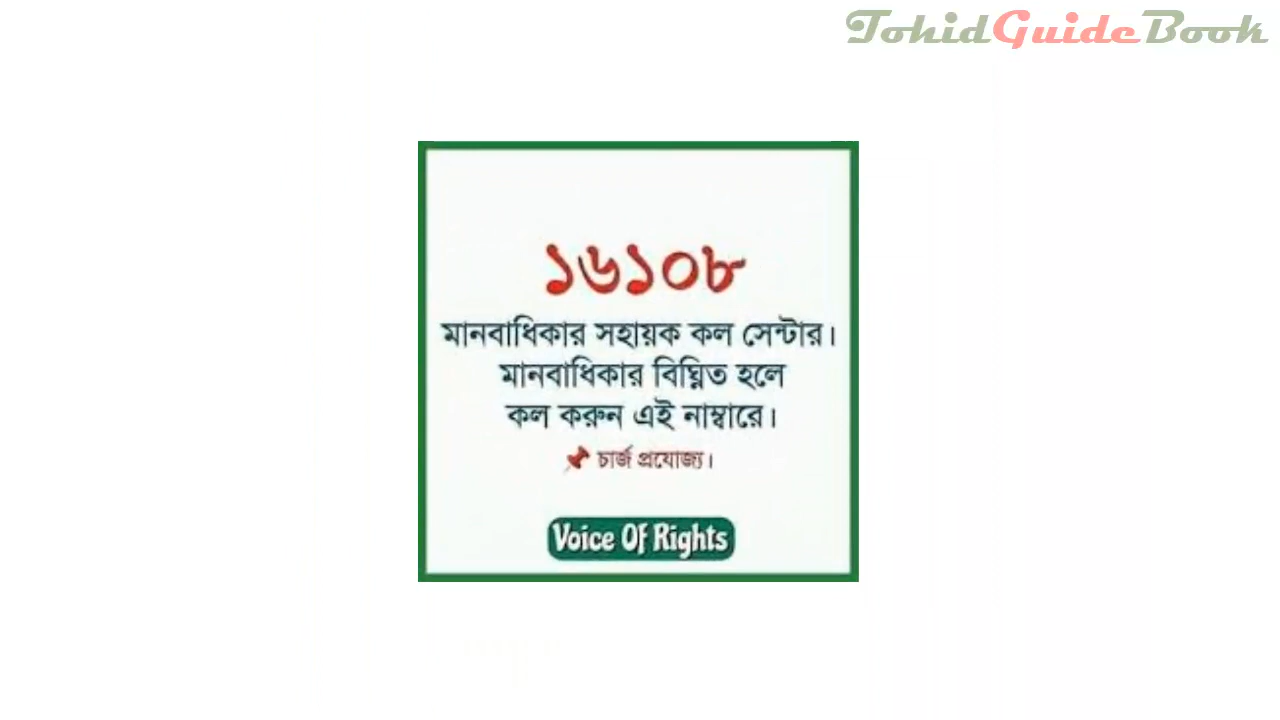 TohidGuideBook
১৬১০৮
মানবাধিকার সহায়ক কল সেন্টার।
মানবাধিকার বিঘ্নিত হলে
কল করুন এই নাম্বারে।
📌 চার্জ প্রযোজ্য।
Voice Of Rights